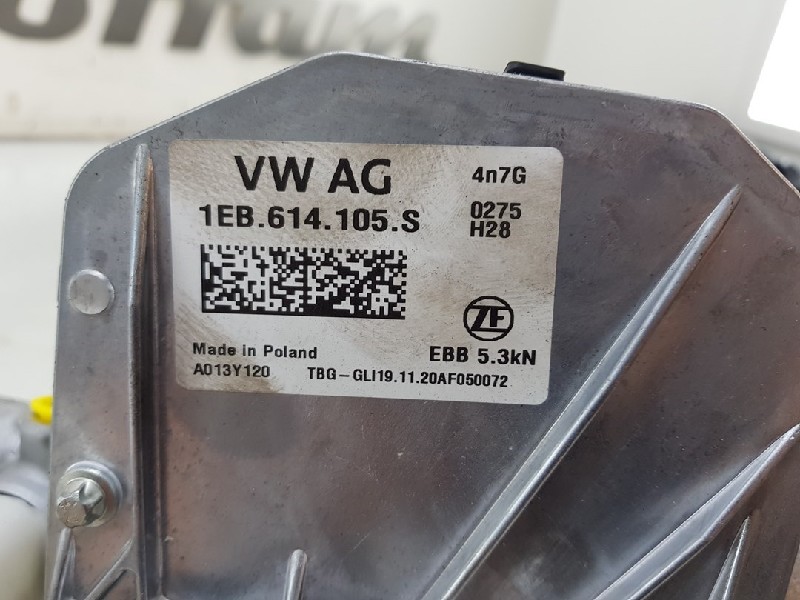 VW AG
4n7G
1EB.614.105.S
0275
H28
ZF
Made in Poland
EBB 5.3kN
A013Y120
TBG-GLI19.11.20AF050072